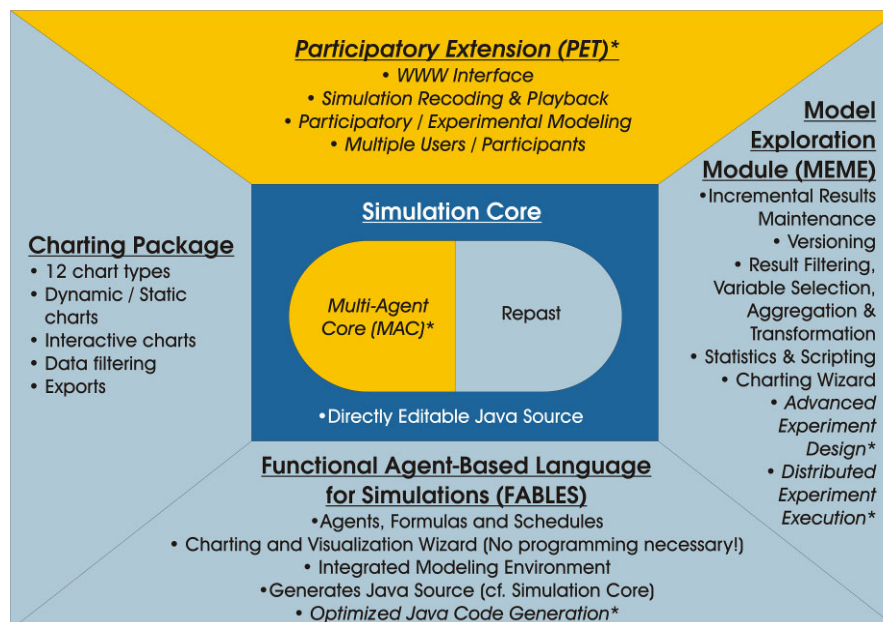 Participatory Extension (PET)*
• WWW Interface
• Simulation Recoding & Playback
• Participatory / Experimental Modeling
• Multiple Users / Participants
Charting Package
• 12 chart types
• Dynamic / Static
charts
• Interactive charts
• Data filtering
• Exports
Simulation Core
Multi-Agent
Core (MAC)*
Repast
•Directly Editable Java Source
Model
Exploration
Module (MEME)
•Incremental Results
Maintenance
• Versioning
• Result Filtering,
Variable Selection,
Aggregation &
Transformation
• Statistics & Scripting
• Charting Wizard
• Advanced
Experiment
Design*
• Distributed
Experiment
Execution*
Functional Agent-Based Language
for Simulations (FABLES)
•Agents, Formulas and Schedules
• Charting and Visualization Wizard (No programming necessary!)
• Integrated Modeling Environment
•Generates Java Source (cf. Simulation Core)
• Optimized Java Code Generation*